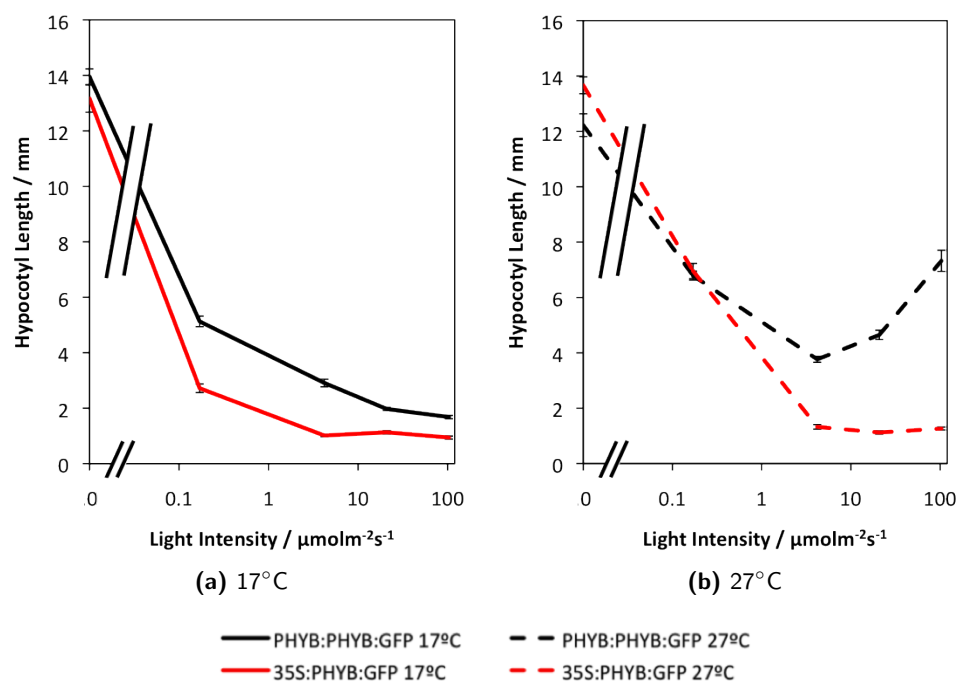 16
14
12
10
8
6
4
2
0
Hypocotyl Length / mm
.0 0.1 1 10 100
Light Intensity / µmolm⁻²s⁻¹
(a) 17°C
16
14
12
10
8
6
4
2
0
Hypocotyl Length / mm
.0 0.1 1 10 100
Light Intensity / µmolm⁻²s⁻¹
(b) 27°C
PHYB:PHYB:GFP 17ºC PHYB:PHYB:GFP 27ºC
35S:PHYB:GFP 17ºC 35S:PHYB:GFP 27ºC